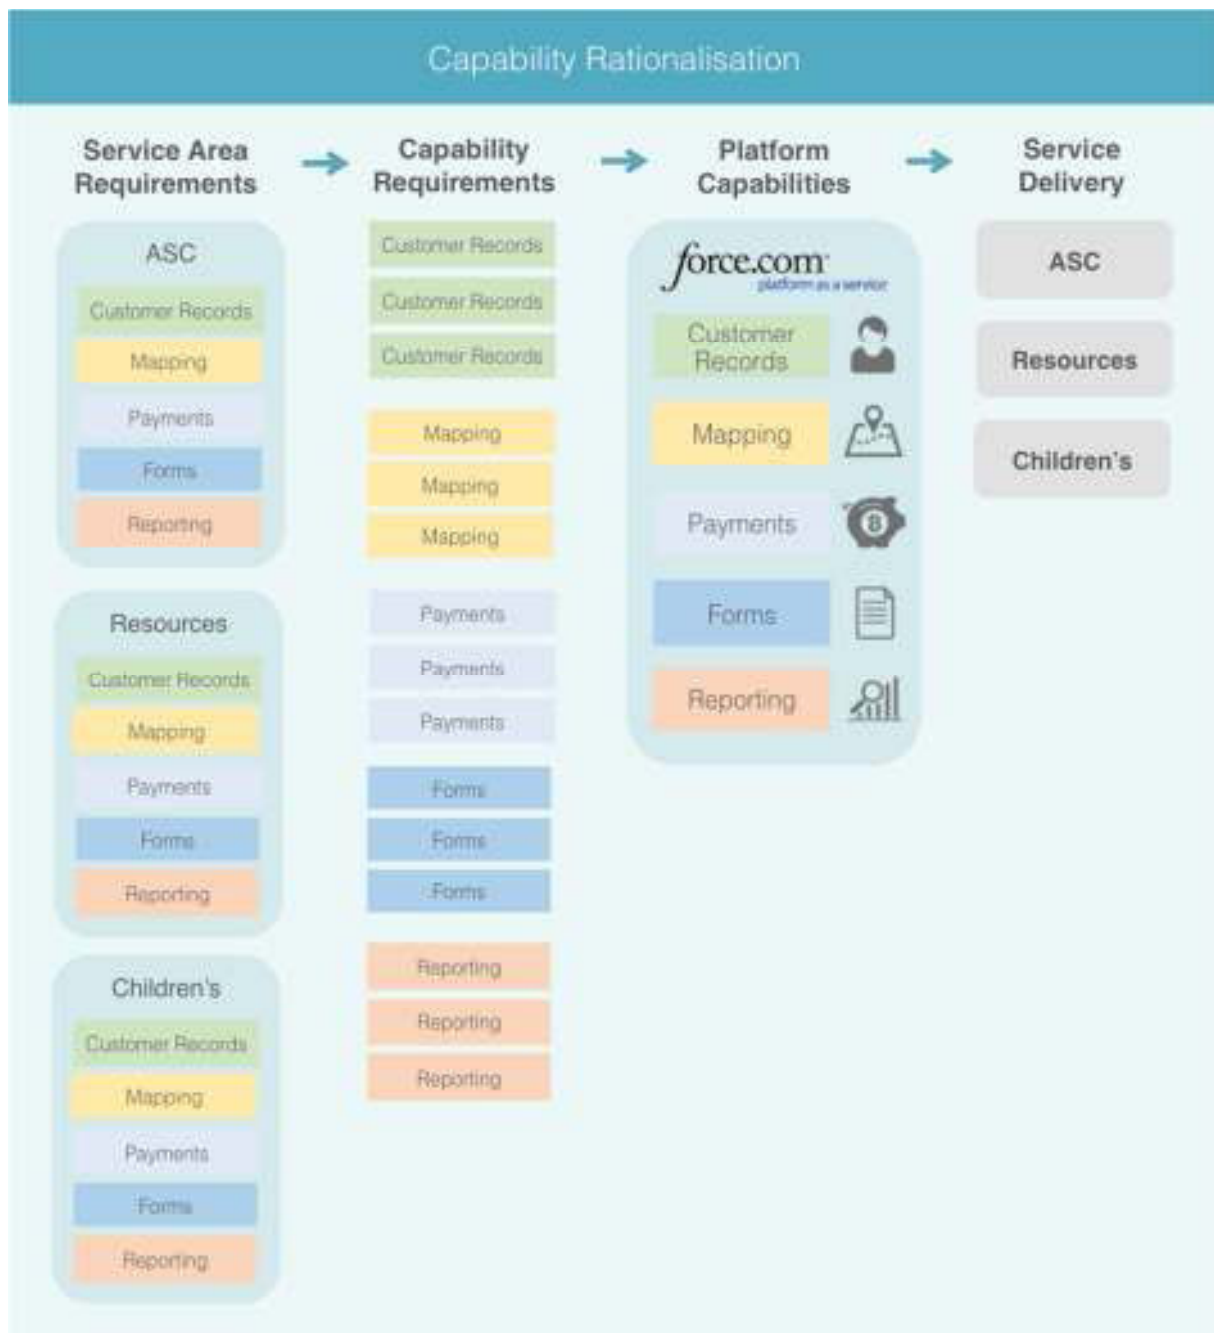 Capability Rationalisation
Service Area
Requirements
Capability
Requirements
Platform
Capabilities
Service
Delivery
ASC
Customer Records
Mapping
Payments
Forms
Reporting
Resources
Customer Records
Mapping
Payments
Forms
Reporting
Children's
Customer Records
Mapping
Payments
Forms
Reporting
Customer Records
Customer Records
Customer Records
Mapping
Mapping
Mapping
Payments
Payments
Payments
Forms
Forms
Forms
Reporting
Reporting
Reporting
force.com
platform as a service
Customer
Records
Mapping
Payments
Forms
Reporting
ASC
Resources
Children's